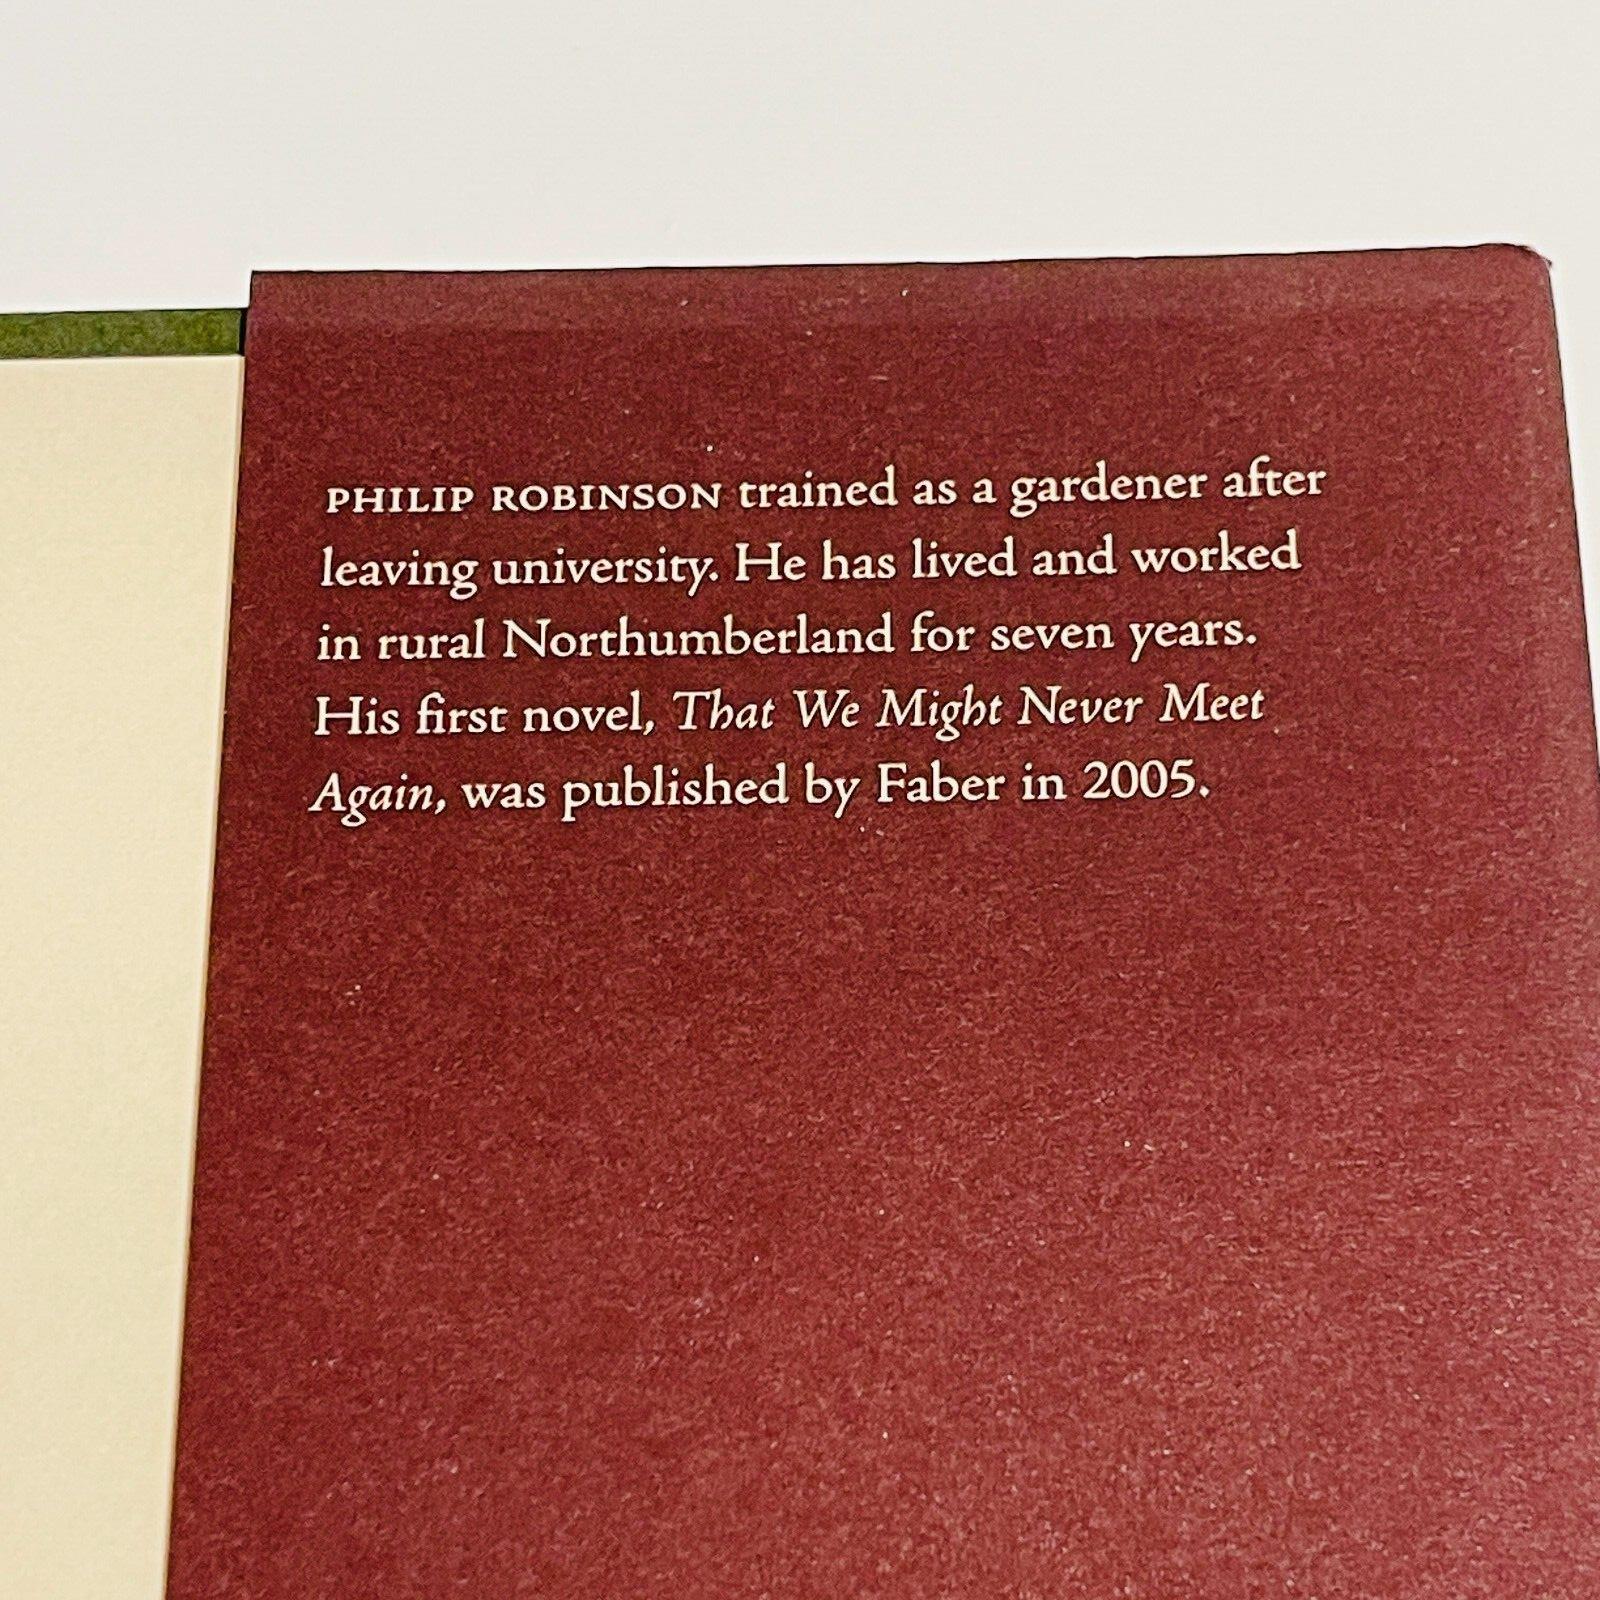 PHILIP ROBINSON trained as a gardener after
leaving university. He has lived and worked
in rural Northumberland for seven years.
His first novel, That We Might Never Meet
Again, was published by Faber in 2005.